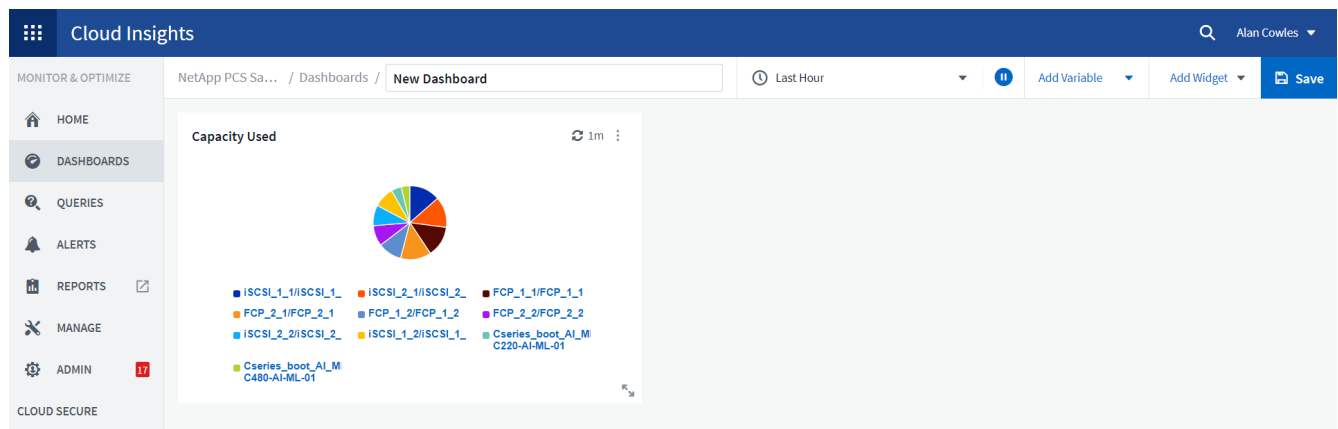 Cloud Insights
Alan Cowles
MONITOR & OPTIMIZE
NetApp PCS Sa... / Dashboards / New Dashboard
Last Hour
Add Variable
Add Widget
Save
HOME
DASHBOARDS
QUERIES
ALERTS
REPORTS
MANAGE
ADMIN 17
CLOUD SECURE
Capacity Used
1m
iSCSI_1_1/iSCSI_1_ iSCSI_2_1/iSCSI_2_ FCP_1_1/FCP_1_1
FCP_2_1/FCP_2_1 FCP_1_2/FCP_1_2 FCP_2_2/FCP_2_2
iSCSI_2_2/iSCSI_2_ iSCSI_1_2/iSCSI_1_ Cseries_boot_AI_M
C220-AI-ML-01
Cseries_boot_AI_M
C480-AI-ML-01